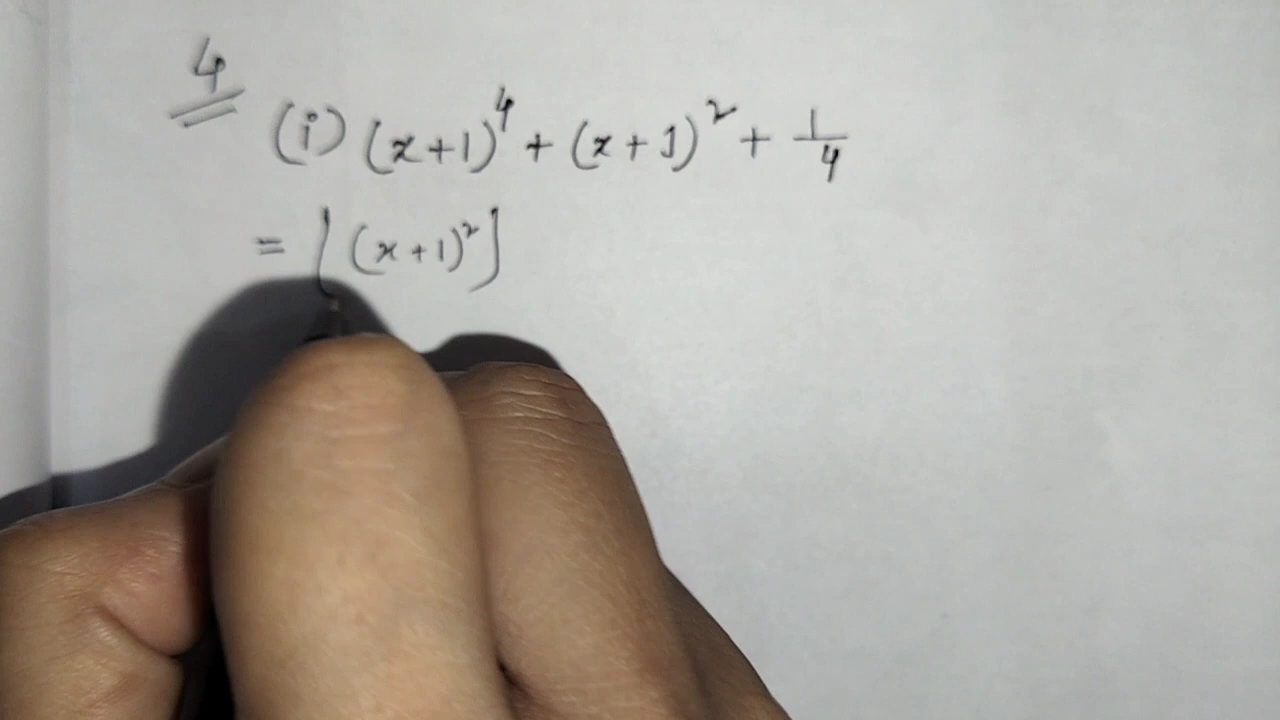 4
(i) (x+1)⁴ + (x+1)² + 1/4
= [(x+1)²]